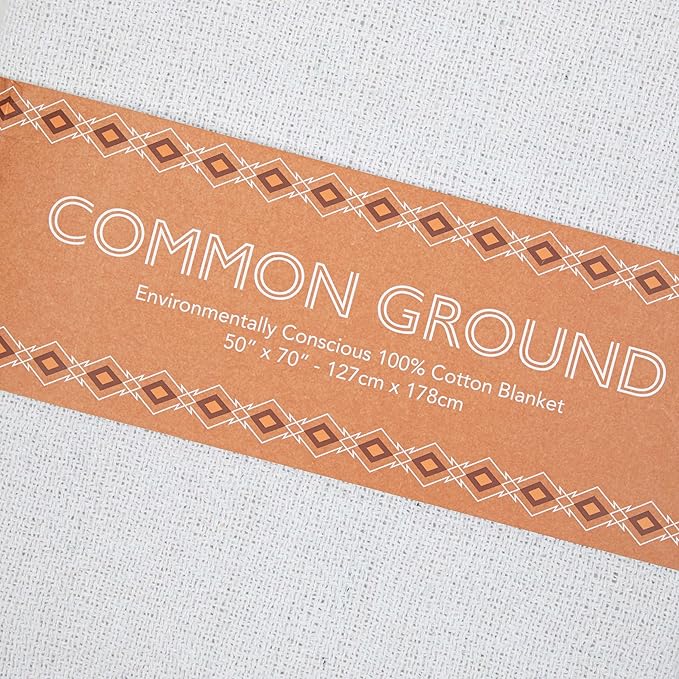 COMMON GROUND
Environmentally Conscious 100% Cotton Blanket
50” x 70” - 127cm x 178cm